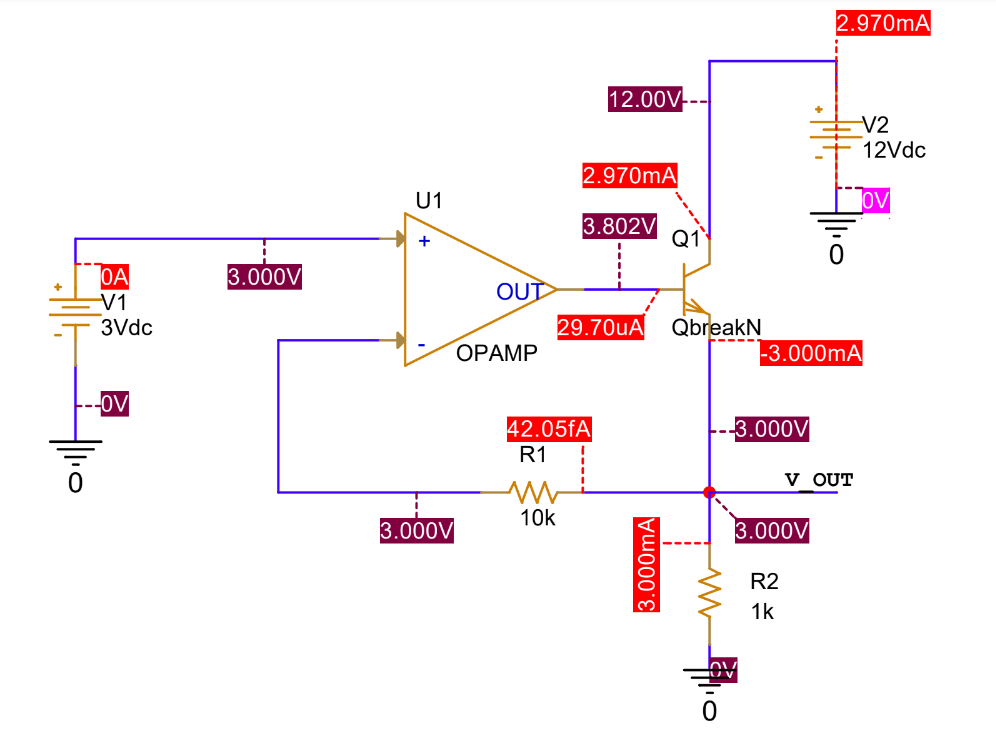 2.970mA
12.00V
+
V2
12Vdc
-
0V
0
2.970mA
3.802V
Q1
U1
+
3.000V
0A
+
V1
3Vdc
-
OUT
29.70uA
QbreakN
-
OPAMP
-3.000mA
0V
0
42.05fA
R1
10k
3.000V
3.000V
V_OUT
3.000V
3.000mA
R2
1k
0V
0